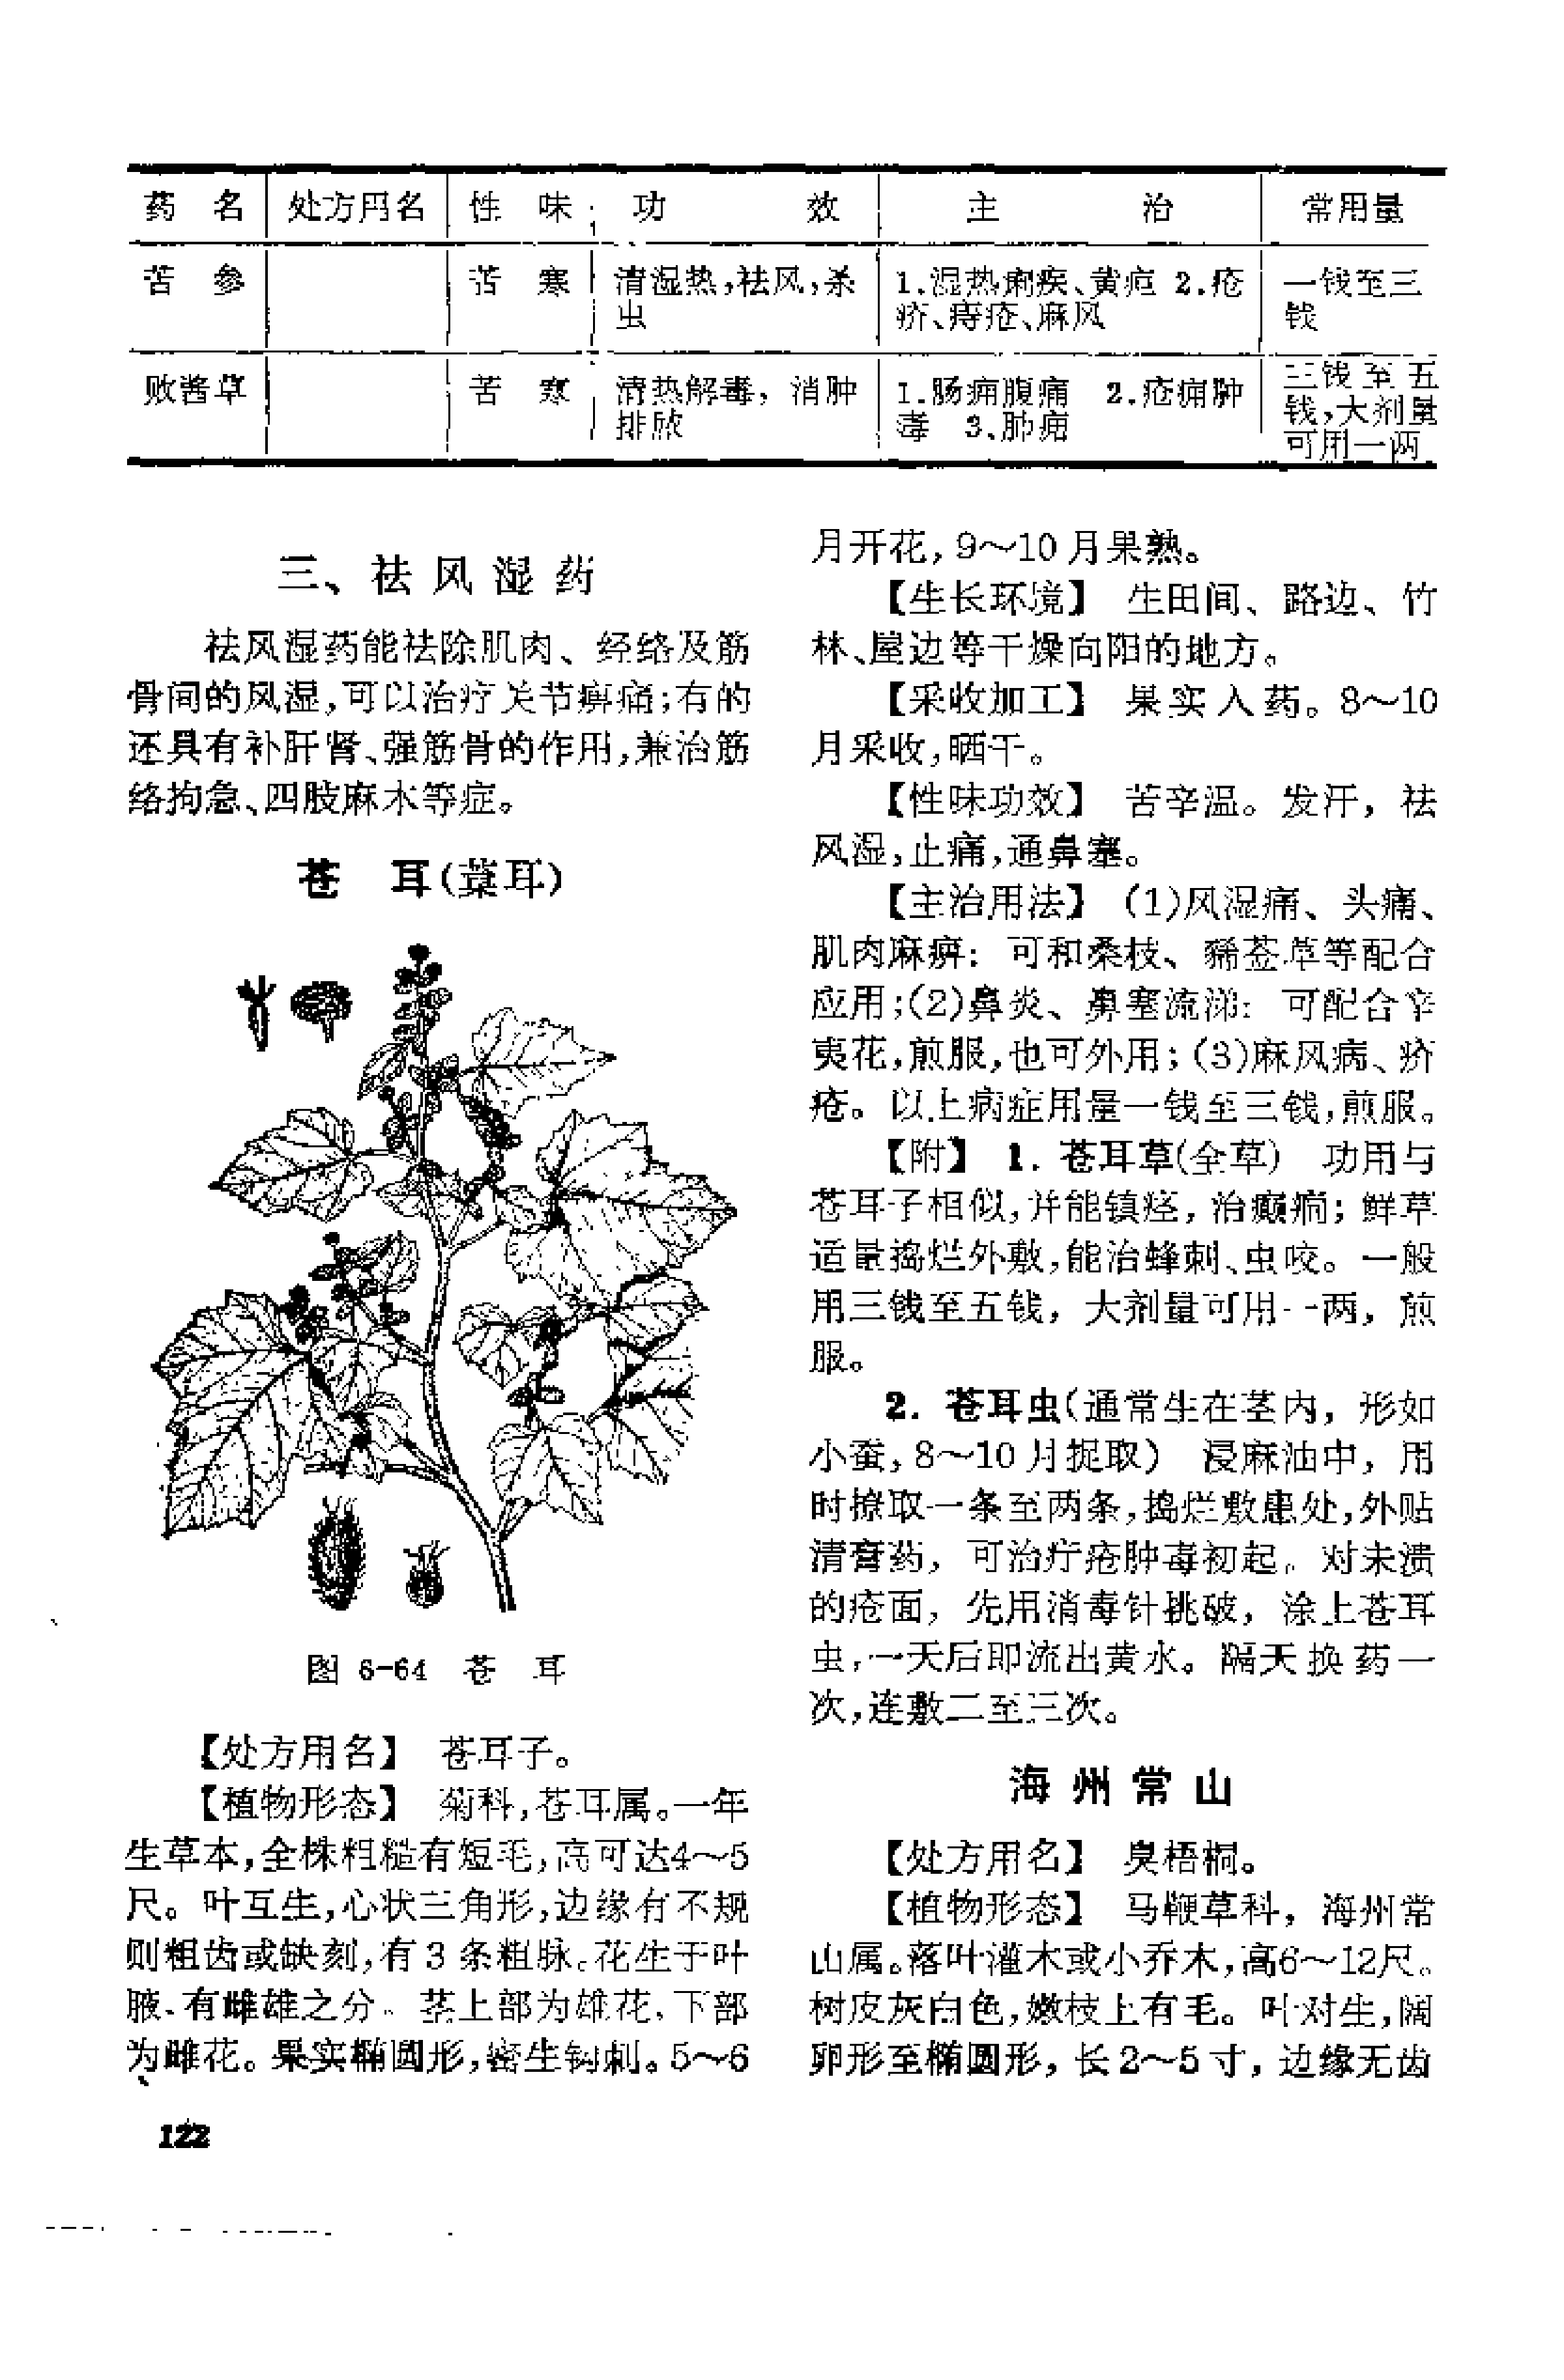 药 名 处方用名 性 味 功 效 主 治 常用量
苦 参 苦 寒 清湿热,祛风,杀虫 1.湿热痢疾、黄疸 2.疮疥、痔疮、麻风 一钱至三钱
败酱草 苦 寒 清热解毒，消肿排脓 1.肠痈腹痛 2.疮痈肿毒 3.肺痈 三钱至五钱,大剂量可用一两
三、祛风湿药
祛风湿药能祛除肌肉、经络及筋
骨间的风湿,可以治疗关节痹痛;有的
还具有补肝肾、强筋骨的作用,兼治筋
络拘急、四肢麻木等症。
苍 耳(葈耳)
图 6-64 苍 耳
【处方用名】 苍耳子。
【植物形态】 菊科,苍耳属。一年
生草本,全株粗糙有短毛,高可达4～5
尺。叶互生,心状三角形,边缘有不规
则粗齿或缺刻,有3条粗脉。花生于叶
腋,有雌雄之分。茎上部为雄花,下部
为雌花。果实椭圆形,密生钩刺。5～6
122
月开花,9～10月果熟。
【生长环境】 生田间、路边、竹
林、屋边等干燥向阳的地方。
【采收加工】 果实入药。8～10
月采收,晒干。
【性味功效】 苦辛温。发汗，祛
风湿,止痛,通鼻塞。
【主治用法】 (1)风湿痛、头痛、
肌肉麻痹：可和桑枝、豨莶草等配合
应用;(2)鼻炎、鼻塞流涕：可配合辛
夷花,煎服,也可外用;(3)麻风病、疥
疮。以上病症用量一钱至三钱,煎服。
【附】 1. 苍耳草(全草) 功用与
苍耳子相似,并能镇痉，治癫痫；鲜草
适量捣烂外敷,能治蜂刺、虫咬。一般
用三钱至五钱，大剂量可用一两，煎
服。
2. 苍耳虫(通常生在茎内，形如
小蚕,8～10月捉取) 浸麻油中，用
时撩取一条至两条,捣烂敷患处,外贴
清膏药，可治疔疮肿毒初起。对未溃
的疮面，先用消毒针挑破，涂上苍耳
虫,一天后即流出黄水。隔天换药一
次,连敷二至三次。
海州常山
【处方用名】 臭梧桐。
【植物形态】 马鞭草科，海州常
山属。落叶灌木或小乔木,高6～12尺。
树皮灰白色,嫩枝上有毛。叶对生,阔
卵形至椭圆形，长2～5寸，边缘无齿